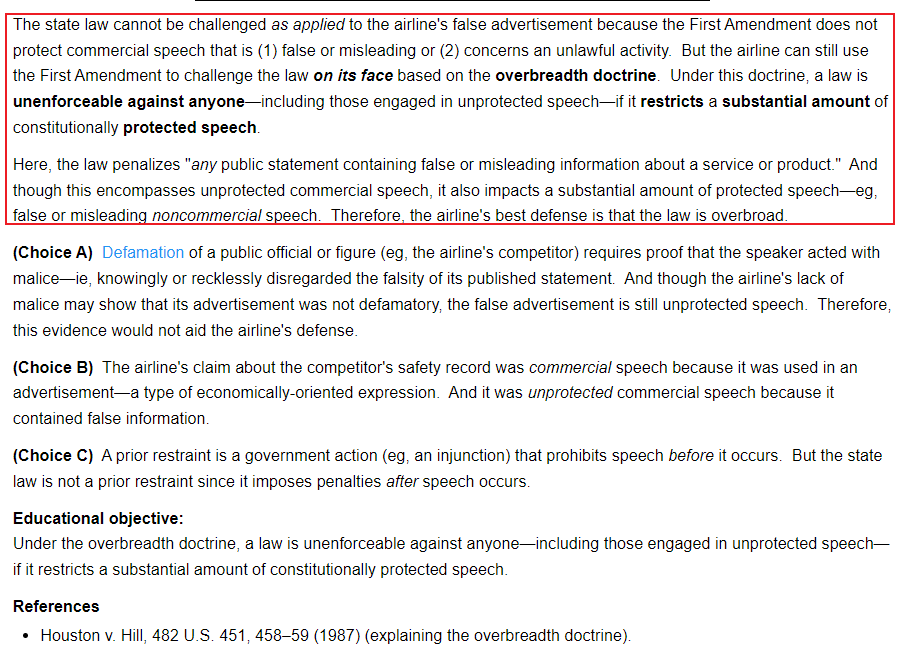 The state law cannot be challenged as applied to the airline's false advertisement because the First Amendment does not
protect commercial speech that is (1) false or misleading or (2) concerns an unlawful activity.  But the airline can still use
the First Amendment to challenge the law on its face based on the overbreadth doctrine.  Under this doctrine, a law is
unenforceable against anyone—including those engaged in unprotected speech—if it restricts a substantial amount of
constitutionally protected speech.
Here, the law penalizes "any public statement containing false or misleading information about a service or product."  And
though this encompasses unprotected commercial speech, it also impacts a substantial amount of protected speech—eg,
false or misleading noncommercial speech.  Therefore, the airline's best defense is that the law is overbroad.
(Choice A)  Defamation of a public official or figure (eg, the airline's competitor) requires proof that the speaker acted with
malice—ie, knowingly or recklessly disregarded the falsity of its published statement.  And though the airline's lack of
malice may show that its advertisement was not defamatory, the false advertisement is still unprotected speech.  Therefore,
this evidence would not aid the airline's defense.
(Choice B)  The airline's claim about the competitor's safety record was commercial speech because it was used in an
advertisement—a type of economically-oriented expression.  And it was unprotected commercial speech because it
contained false information.
(Choice C)  A prior restraint is a government action (eg, an injunction) that prohibits speech before it occurs.  But the state
law is not a prior restraint since it imposes penalties after speech occurs.
Educational objective:
Under the overbreadth doctrine, a law is unenforceable against anyone—including those engaged in unprotected speech—
if it restricts a substantial amount of constitutionally protected speech.
References
• Houston v. Hill, 482 U.S. 451, 458–59 (1987) (explaining the overbreadth doctrine).